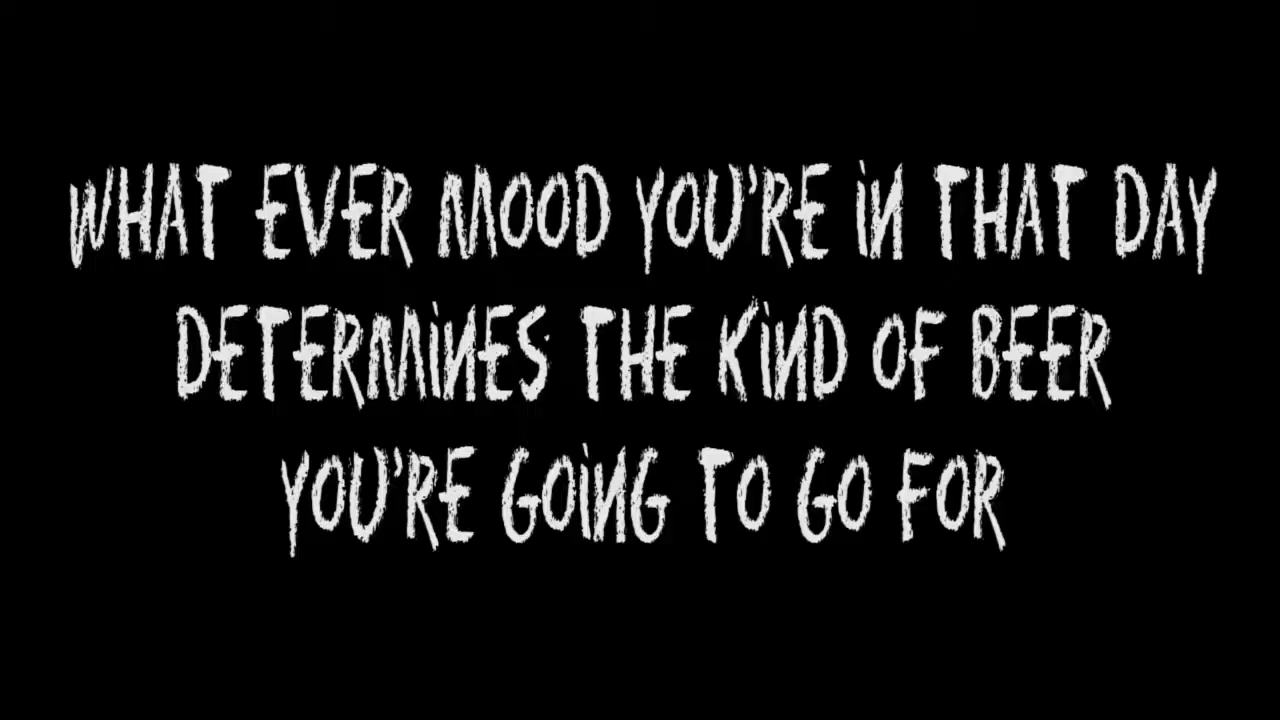 WHAT EVER MOOD YOU'RE iN THAT DAY
DETERMiNES THE KiND OF BEER
YOU'RE GOiNG TO GO FOR